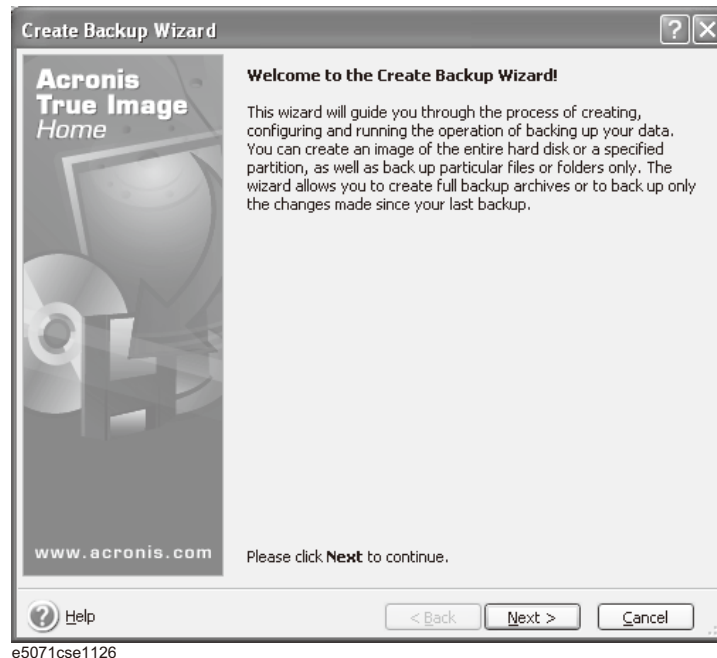 Create Backup Wizard
Acronis
True Image
Home
Welcome to the Create Backup Wizard!
This wizard will guide you through the process of creating,
configuring and running the operation of backing up your data.
You can create an image of the entire hard disk or a specified
partition, as well as back up particular files or folders only. The
wizard allows you to create full backup archives or to back up only
the changes made since your last backup.
www.acronis.com
Please click Next to continue.
? Help
< Back
Next >
Cancel
e5071cse1126